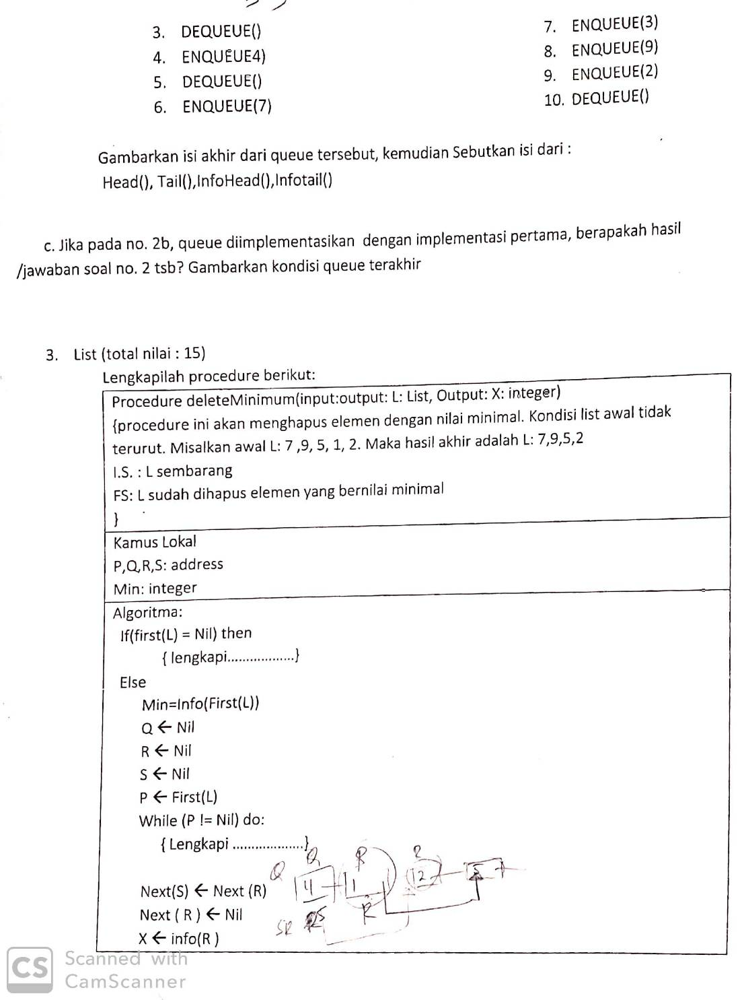 3. DEQUEUE()
4. ENQUEUE4)
5. DEQUEUE()
6. ENQUEUE(7)
7. ENQUEUE(3)
8. ENQUEUE(9)
9. ENQUEUE(2)
10. DEQUEUE()
Gambarkan isi akhir dari queue tersebut, kemudian Sebutkan isi dari :
Head(), Tail(),InfoHead(),Infotail()
c. Jika pada no. 2b, queue diimplementasikan dengan implementasi pertama, berapakah hasil
/jawaban soal no. 2 tsb? Gambarkan kondisi queue terakhir
3. List (total nilai : 15)
Lengkapilah procedure berikut:
Procedure deleteMinimum(input:output: L: List, Output: X: integer)
{procedure ini akan menghapus elemen dengan nilai minimal. Kondisi list awal tidak
terurut. Misalkan awal L: 7 ,9, 5, 1, 2. Maka hasil akhir adalah L: 7,9,5,2
I.S. : L sembarang
FS: L sudah dihapus elemen yang bernilai minimal
}
Kamus Lokal
P,Q,R,S: address
Min: integer
Algoritma:
If(first(L) = Nil) then
{ lengkapi..................}
Else
Min=Info(First(L))
Q ← Nil
R ← Nil
S ← Nil
P ← First(L)
While (P != Nil) do:
{ Lengkapi ...................}
Next(S) ← Next (R)
Next ( R ) ← Nil
X ← info(R )
Q Q
4 1 12 5
R
CS Scanned with
CamScanner